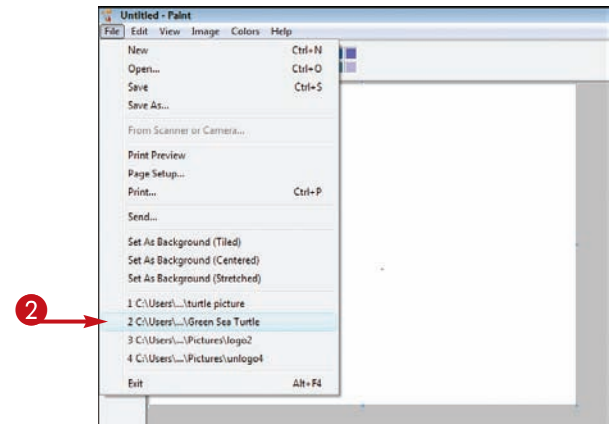 Untitled - Paint
File Edit View Image Colors Help
New Ctrl+N
Open... Ctrl+O
Save Ctrl+S
Save As...
From Scanner or Camera...
Print Preview
Page Setup...
Print... Ctrl+P
Send...
Set As Background (Tiled)
Set As Background (Centered)
Set As Background (Stretched)
1 C:\Users\...\turtle picture
2 2 C:\Users\...\Green Sea Turtle
3 C:\Users\...\Pictures\logo2
4 C:\Users\...\Pictures\unlogo4
Exit Alt+F4